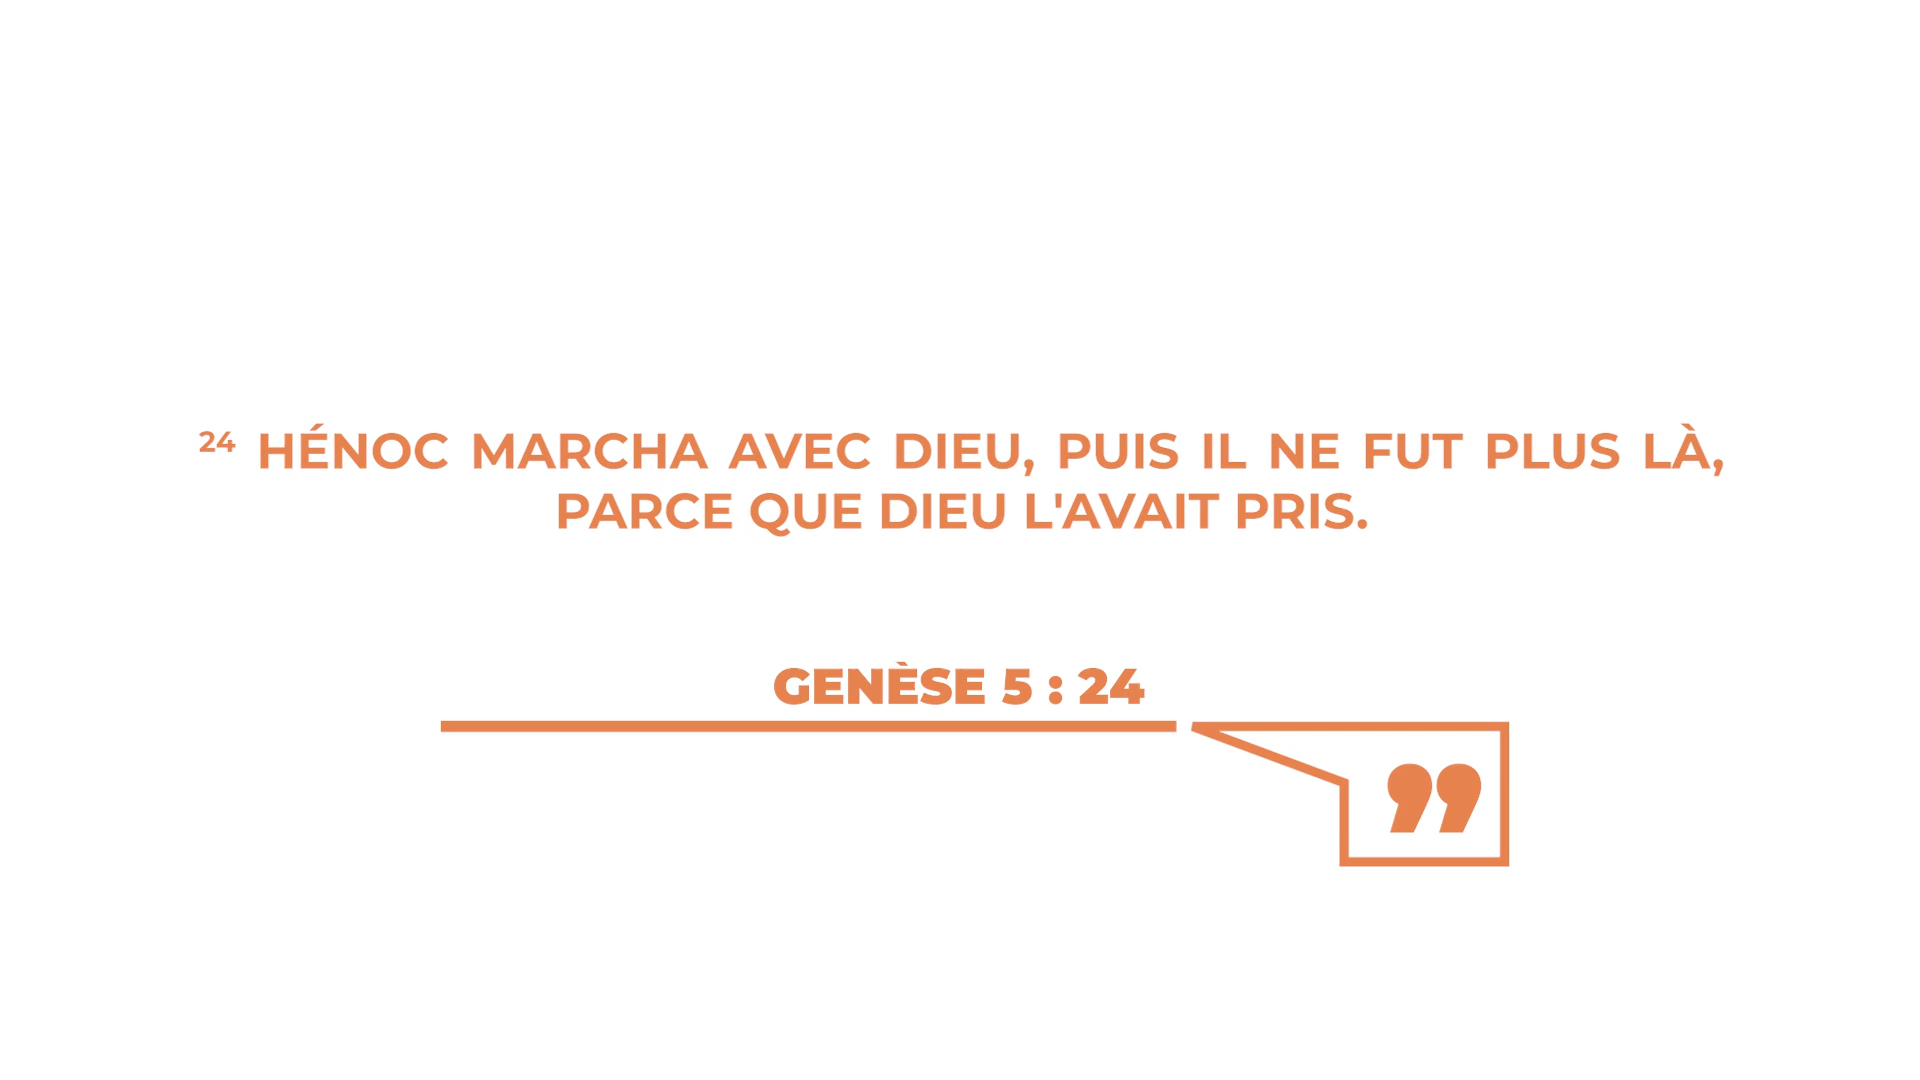 24 HÉNOC MARCHA AVEC DIEU, PUIS IL NE FUT PLUS LÀ,
PARCE QUE DIEU L'AVAIT PRIS.
GENÈSE 5 : 24
”